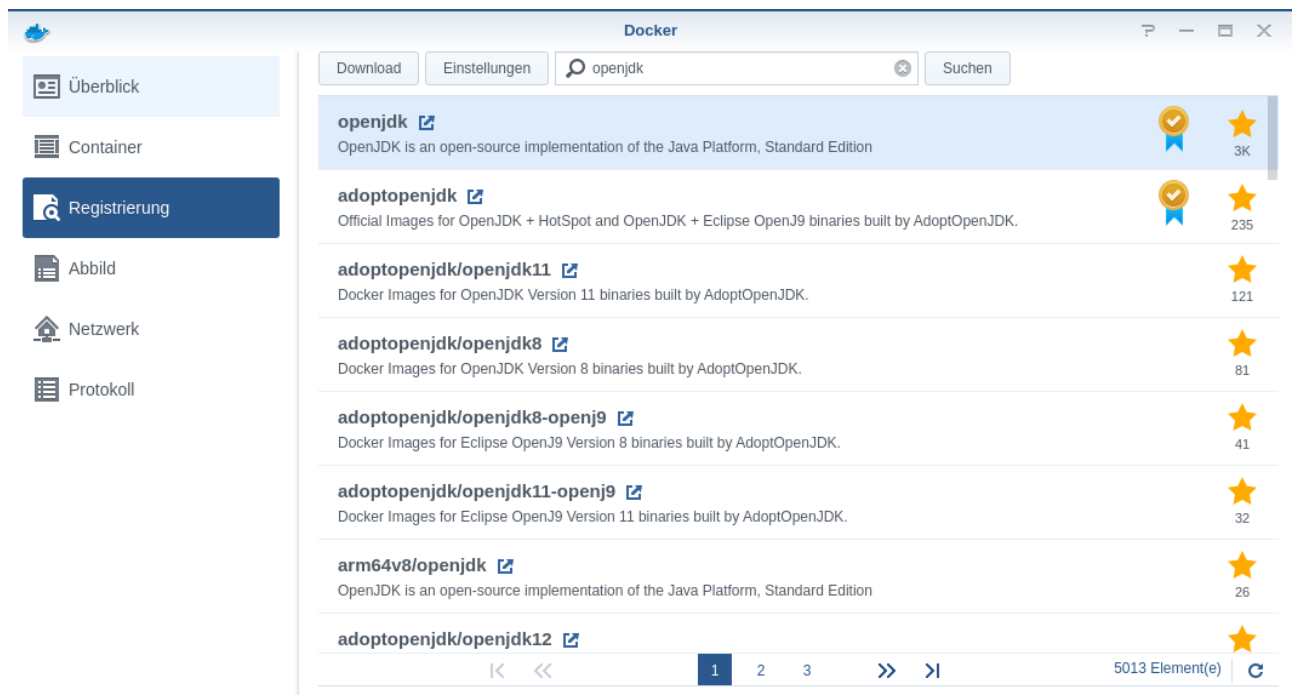 Docker
Überblick
Container
Registrierung
Abbild
Netzwerk
Protokoll
Download Einstellungen openjdk Suchen
openjdk
OpenJDK is an open-source implementation of the Java Platform, Standard Edition
3K
adoptopenjdk
Official Images for OpenJDK + HotSpot and OpenJDK + Eclipse OpenJ9 binaries built by AdoptOpenJDK.
235
adoptopenjdk/openjdk11
Docker Images for OpenJDK Version 11 binaries built by AdoptOpenJDK.
121
adoptopenjdk/openjdk8
Docker Images for OpenJDK Version 8 binaries built by AdoptOpenJDK.
81
adoptopenjdk/openjdk8-openj9
Docker Images for Eclipse OpenJ9 Version 8 binaries built by AdoptOpenJDK.
41
adoptopenjdk/openjdk11-openj9
Docker Images for Eclipse OpenJ9 Version 11 binaries built by AdoptOpenJDK.
32
arm64v8/openjdk
OpenJDK is an open-source implementation of the Java Platform, Standard Edition
26
adoptopenjdk/openjdk12
1 2 3 5013 Element(e)